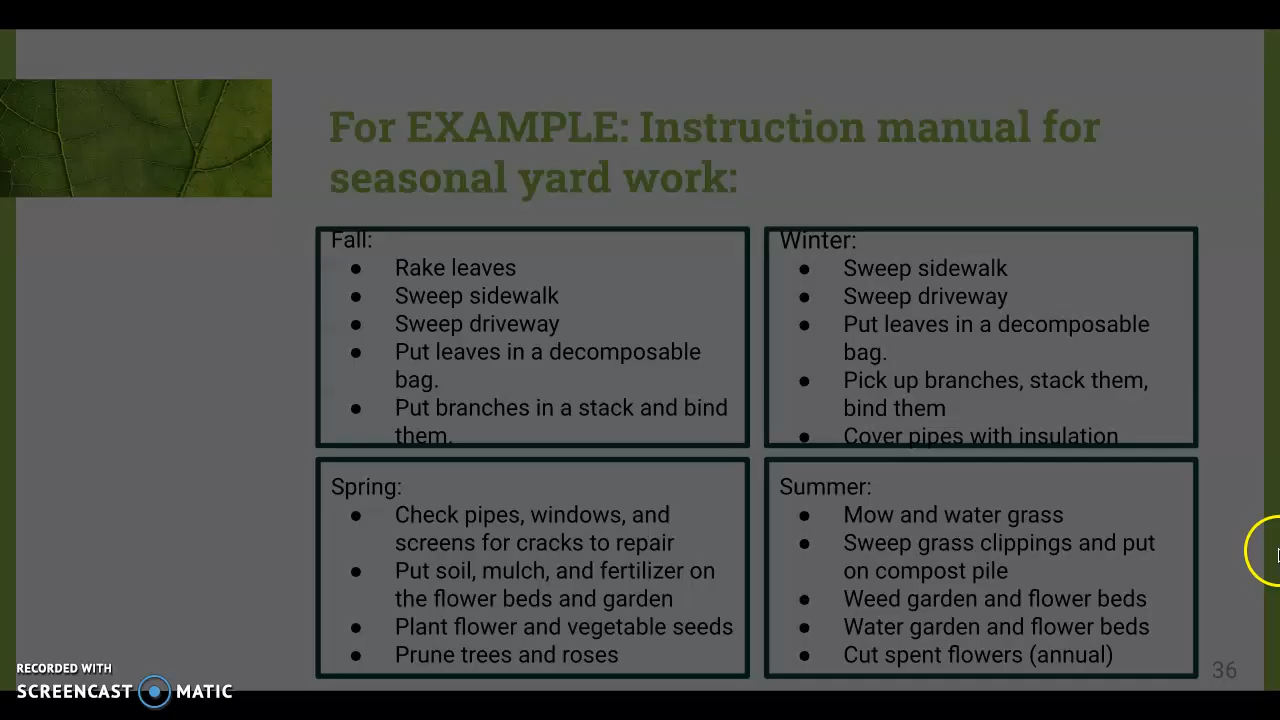 For EXAMPLE: Instruction manual for
seasonal yard work:
Fall:
● Rake leaves
● Sweep sidewalk
● Sweep driveway
● Put leaves in a decomposable
bag.
● Put branches in a stack and bind
them.
Winter:
● Sweep sidewalk
● Sweep driveway
● Put leaves in a decomposable
bag.
● Pick up branches, stack them,
bind them
● Cover pipes with insulation
Spring:
● Check pipes, windows, and
screens for cracks to repair
● Put soil, mulch, and fertilizer on
the flower beds and garden
● Plant flower and vegetable seeds
● Prune trees and roses
Summer:
● Mow and water grass
● Sweep grass clippings and put
on compost pile
● Weed garden and flower beds
● Water garden and flower beds
● Cut spent flowers (annual)
36
RECORDED WITH
SCREENCAST MATIC